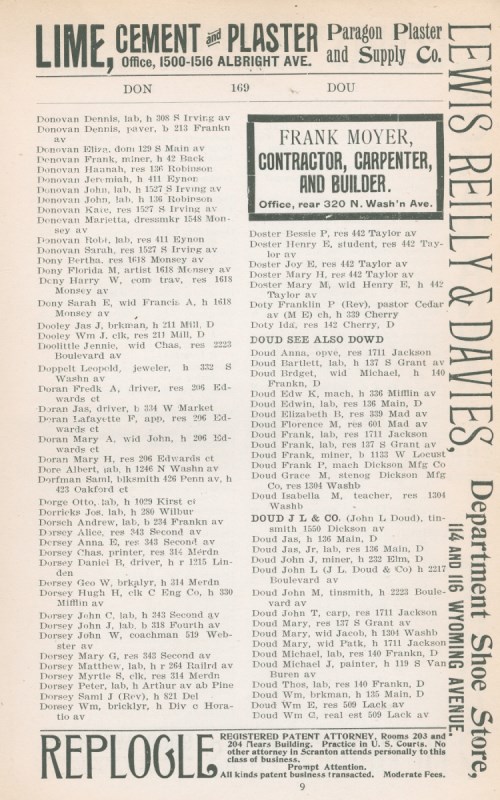 LIME, CEMENT and PLASTER
Office, 1500-1516 ALBRIGHT AVE.
Paragon Plaster
and Supply Co.
DON 169 DOU
Donovan Dennis, lab, h 308 S Irving av
Donovan Dennis, paver, b 213 Frankn
av
Donovan Eliza, dom 129 S Main av
Donovan Frank, miner, h 42 Back
Donovan Hannah, res 136 Robinson
Donovan Jeremiah, h 411 Eynon
Donovan John, lab, h 1527 S Irving av
Donovan John, lab, h 136 Robinson
Donovan Kate, res 1527 S Irving av
Donovan Marietta, dressmkr 1548 Mon-
sey av
Donovan Robt, lab, res 411 Eynon
Donovan Sarah, res 1527 S Irving av
Dony Bertha, res 1618 Monsey av
Dony Florida M, artist 1618 Monsey av
Dony Harry W, com trav, res 1618
Monsey av
Dony Sarah E, wid Francis A, h 1618
Monsey av
Dooley Jas J, brkman, h 211 Mill, D
Dooley Wm J, clk, res 211 Mill, D
Doolittle Jennie, wid Chas, res 2223
Boulevard av
Doppelt Leopold, jeweler, h 332 S
Washn av
Doran Fredk A, driver, res 206 Ed-
wards ct
Doran Jas, driver, b 334 W Market
Doran Lafayette F, app, res 206 Ed-
wards ct
Doran Mary A, wid John, h 206 Ed-
wards ct
Doran Mary H, res 206 Edwards ct
Dore Albert, lab, h 1246 N Washn av
Dorfman Saml, blksmith 426 Penn av, h
423 Oakford ct
Dorge Otto, lab, h 1029 Kirst ct
Dorricks Jos, lab, h 280 Wilbur
Dorsch Andrew, lab, b 234 Frankn av
Dorsey Alice, res 343 Second av
Dorsey Anna E, res 343 Second av
Dorsey Chas, printer, res 314 Merdn
Dorsey Daniel B, driver, h r 1215 Lin-
den
Dorsey Geo W, brkplyr, h 314 Merdn
Dorsey Hugh H, clk C Eng Co, h 330
Mifflin av
Dorsey John C, lab, h 343 Second av
Dorsey John J, lab, b 318 Fourth av
Dorsey John W, coachman 519 Web-
ster av
Dorsey Mary G, res 343 Second av
Dorsey Matthew, lab, h r 264 Railrd av
Dorsey Myrtle S, clk, res 314 Merdn
Dorsey Peter, lab, h Arthur av ab Pine
Dorsey Saml J (Rev), h 821 Del
Dorsey Wm, bricklyr, h Div c Hora-
tio av
FRANK MOYER,
CONTRACTOR, CARPENTER,
AND BUILDER.
Office, rear 320 N. Wash'n Ave.
Doster Bessie P, res 442 Taylor av
Doster Henry E, student, res 442 Tay-
lor av
Doster Joy E, res 442 Taylor av
Doster Mary H, res 442 Taylor av
Doster Mary M, wid Henry E, h 442
Taylor av
Doty Franklin P (Rev), pastor Cedar
av (M E) ch, h 339 Cherry
Doty Ida, res 142 Cherry, D
DOUD SEE ALSO DOWD
Doud Anna, opve, res 1711 Jackson
Doud Bartlett, lab, h 137 S Grant av
Doud Brdget, wid Michael, h 140
Frankn, D
Doud Edw K, mach, h 336 Mifflin av
Doud Edwin, lab, res 136 Main, D
Doud Elizabeth B, res 339 Mad av
Doud Florence M, res 601 Mad av
Doud Frank, lab, res 1711 Jackson
Doud Frank, lab, res 137 S Grant av
Doud Frank, miner, b 1133 W Locust
Doud Frank P, mach Dickson Mfg Co
Doud Grace M, stenog Dickson Mfg
Co, res 1304 Washb
Doud Isabella M, teacher, res 1304
Washb
DOUD J L & CO. (John L Doud), tin-
smith 1550 Dickson av
Doud Jas, h 136 Main, D
Doud Jas, Jr, lab, res 136 Main, D
Doud John J, miner, h 232 Elm, D
Doud John L (J L. Doud & Co) h 2217
Boulevard av
Doud John M, tinsmith, h 2223 Boule-
vard av
Doud John T, carp, res 1711 Jackson
Doud Mary, res 137 S Grant av
Doud Mary, wid Jacob, h 1304 Washb
Doud Mary, wid Patk, h 1711 Jackson
Doud Michael, lab, res 140 Frankn, D
Doud Michael J, painter, h 119 S Van
Buren av
Doud Thos, lab, res 140 Frankn, D
Doud Wm, brkman, h 135 Main, D
Doud Wm E, res 509 Lack av
Doud Wm G, real est 509 Lack av
LEWIS REILLY & DAVIES, Department Shoe Store,
114 AND 116 WYOMING AVENUE.
REPLOGLE,
REGISTERED PATENT ATTORNEY, Rooms 203 and
204 Mears Building. Practice in U. S. Courts. No
other attorney in Scranton attends personally to this
class of business.
Prompt Attention.
All kinds patent business transacted. Moderate Fees.
9